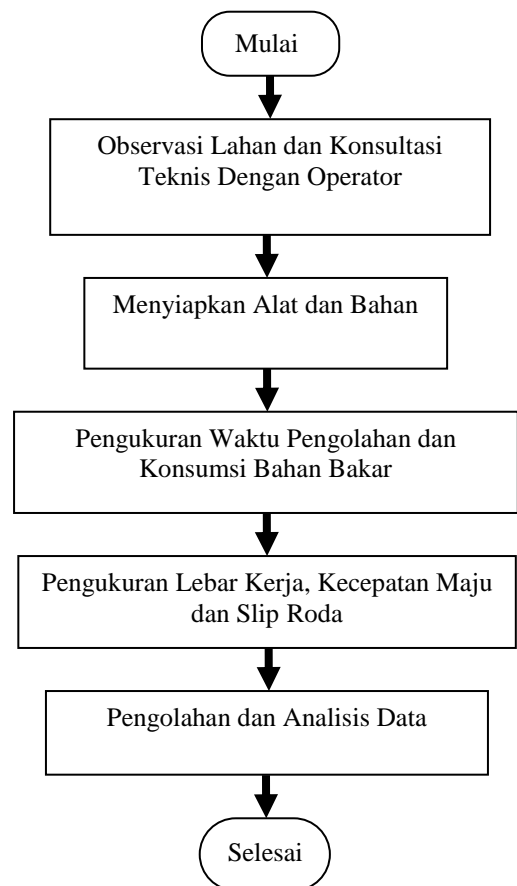 Mulai
Observasi Lahan dan Konsultasi
Teknis Dengan Operator
Menyiapkan Alat dan Bahan
Pengukuran Waktu Pengolahan dan
Konsumsi Bahan Bakar
Pengukuran Lebar Kerja, Kecepatan Maju
dan Slip Roda
Pengolahan dan Analisis Data
Selesai